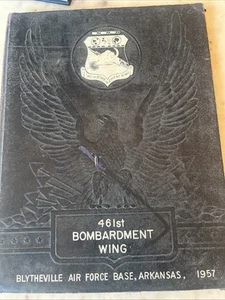 461st
BOMBARDMENT
WING
BLYTHEVILLE AIR FORCE BASE, ARKANSAS, 1957